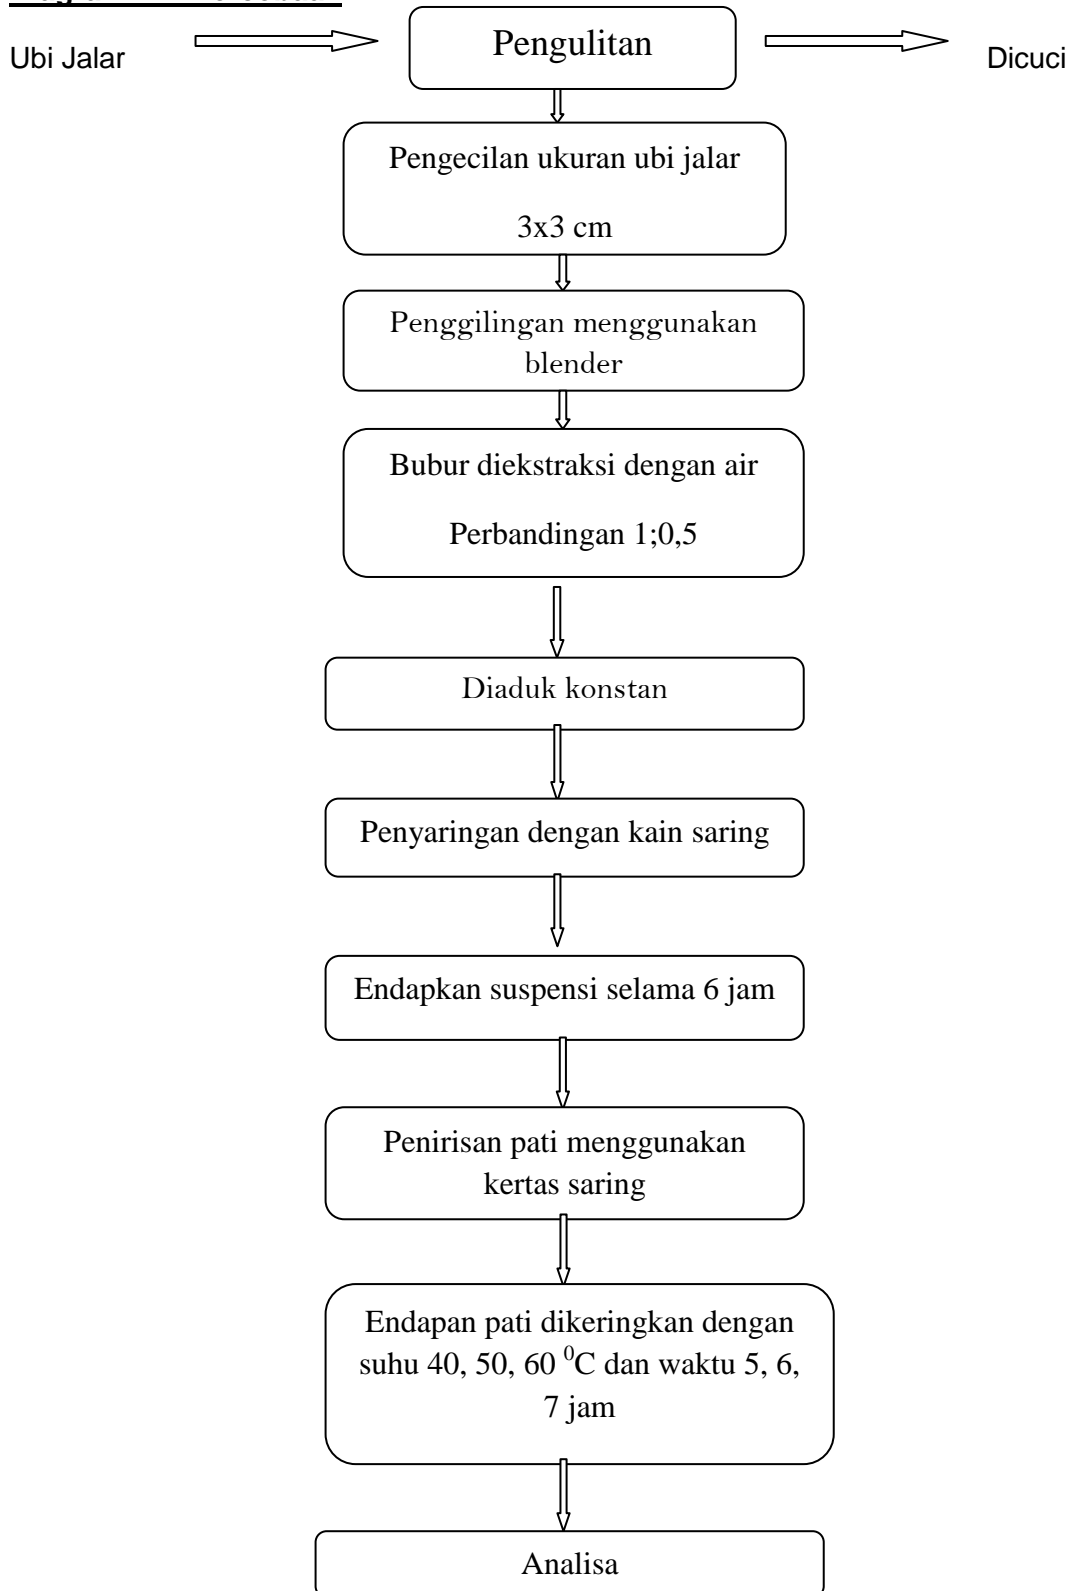 Ubi Jalar
Pengulitan
Dicuci
Pengecilan ukuran ubi jalar
3x3 cm
Penggilingan menggunakan
blender
Bubur diekstraksi dengan air
Perbandingan 1;0,5
Diaduk konstan
Penyaringan dengan kain saring
Endapkan suspensi selama 6 jam
Penirisan pati menggunakan
kertas saring
Endapan pati dikeringkan dengan
suhu 40, 50, 60 ⁰C dan waktu 5, 6,
7 jam
Analisa